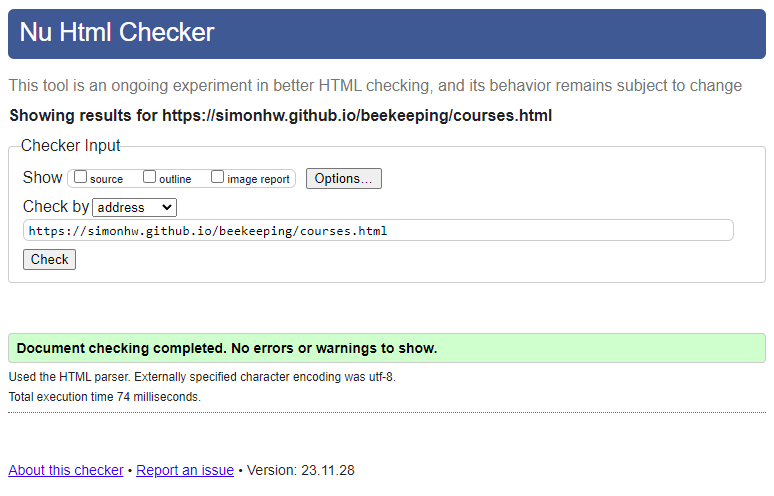 Nu Html Checker
This tool is an ongoing experiment in better HTML checking, and its behavior remains subject to change
Showing results for https://simonhw.github.io/beekeeping/courses.html
Checker Input
Show source outline image report Options...
Check by address
https://simonhw.github.io/beekeeping/courses.html
Check
Document checking completed. No errors or warnings to show.
Used the HTML parser. Externally specified character encoding was utf-8.
Total execution time 74 milliseconds.
About this checker • Report an issue • Version: 23.11.28